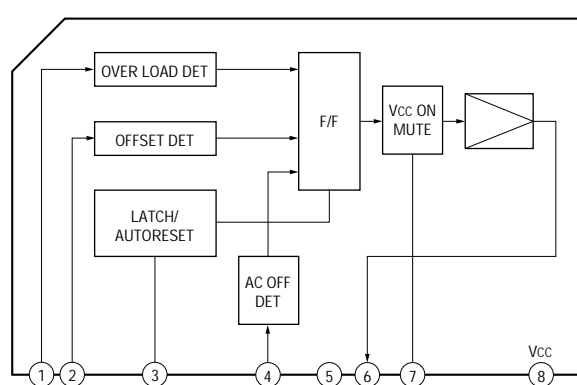 OVER LOAD DET
OFFSET DET
LATCH/
AUTORESET
AC OFF
DET
F/F
VCC ON
MUTE
VCC
1 2 3 4 5 6 7 8